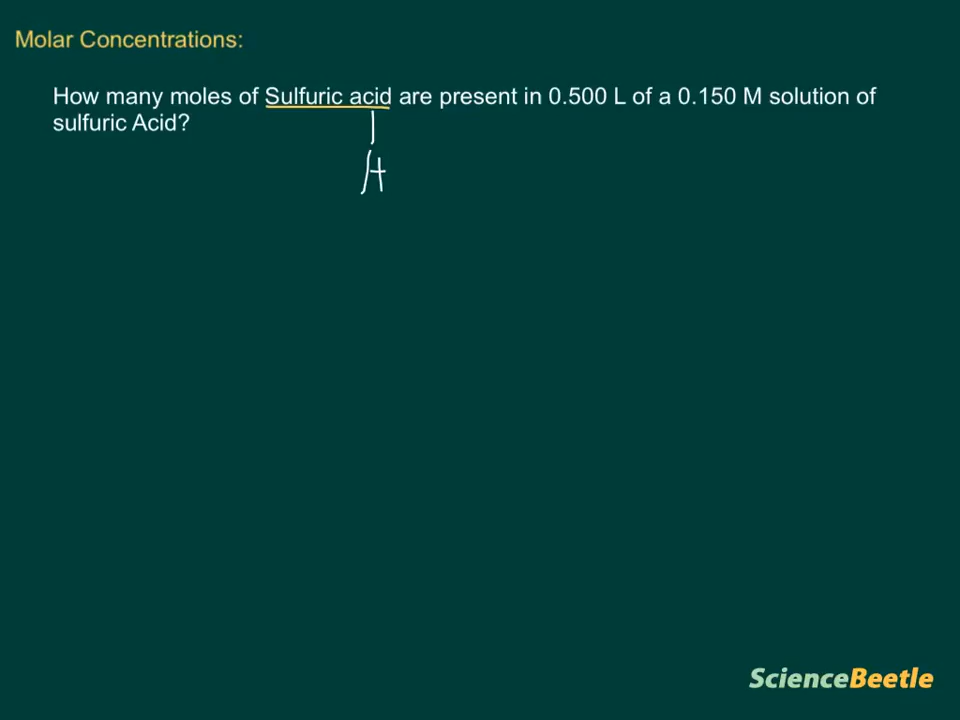 Molar Concentrations:
How many moles of Sulfuric acid are present in 0.500 L of a 0.150 M solution of
sulfuric Acid?
H
ScienceBeetle